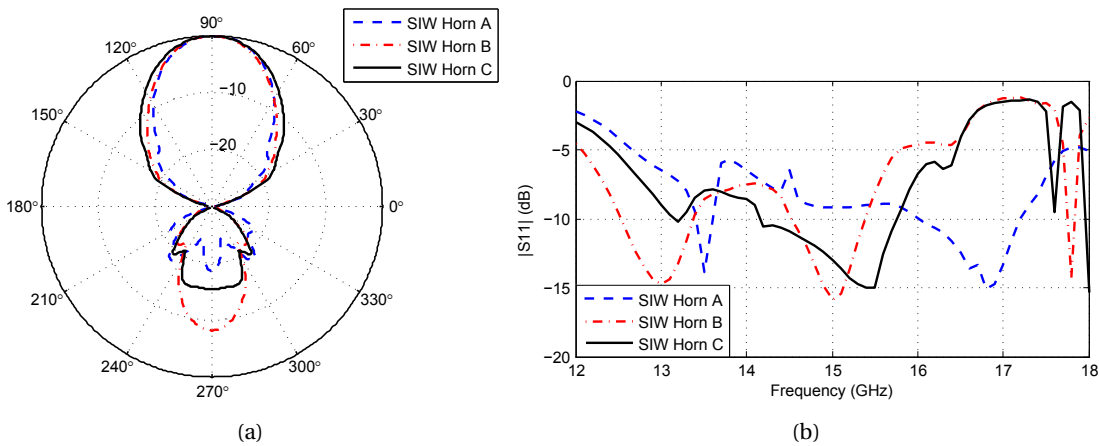 90°
60°
30°
0°
330°
300°
270°
240°
210°
180°
150°
120°
−10
−20
SIW Horn A
SIW Horn B
SIW Horn C
(a)
|S11| (dB)
0
−5
−10
−15
−20
12
13
14
15
16
17
18
Frequency (GHz)
SIW Horn A
SIW Horn B
SIW Horn C
(b)